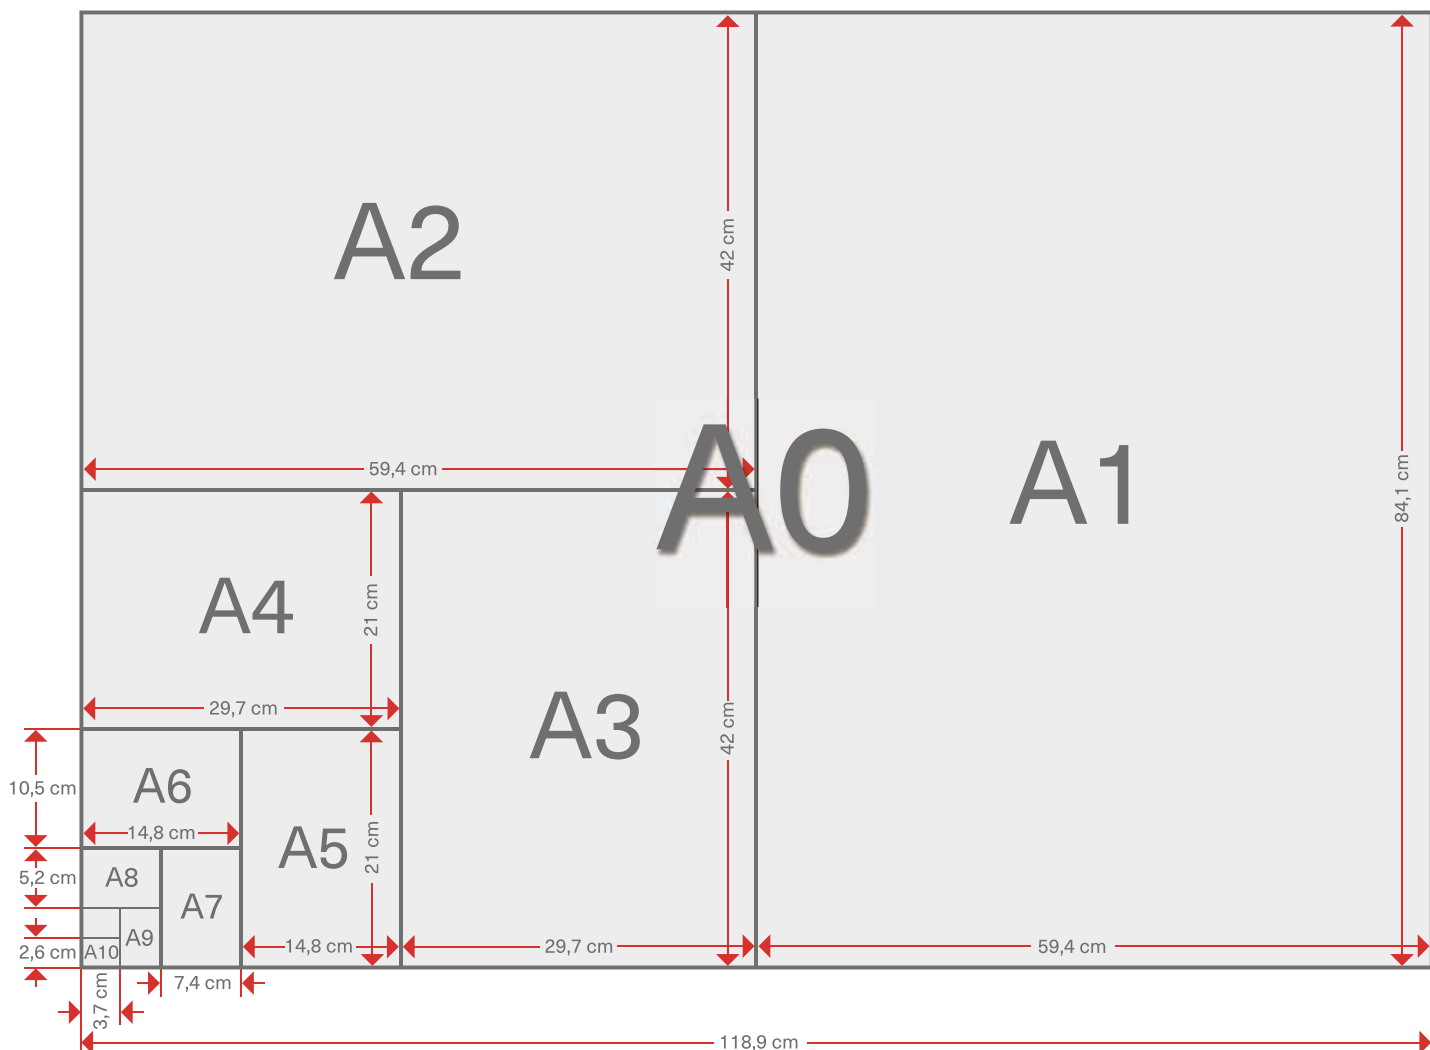 A2
42 cm
59,4 cm
A0
A1
84,1 cm
A4
21 cm
29,7 cm
A3
42 cm
10,5 cm
A6
14,8 cm
A5
21 cm
5,2 cm
A8
A7
A9
2,6 cm
A10
14,8 cm
29,7 cm
59,4 cm
7,4 cm
3,7 cm
118,9 cm